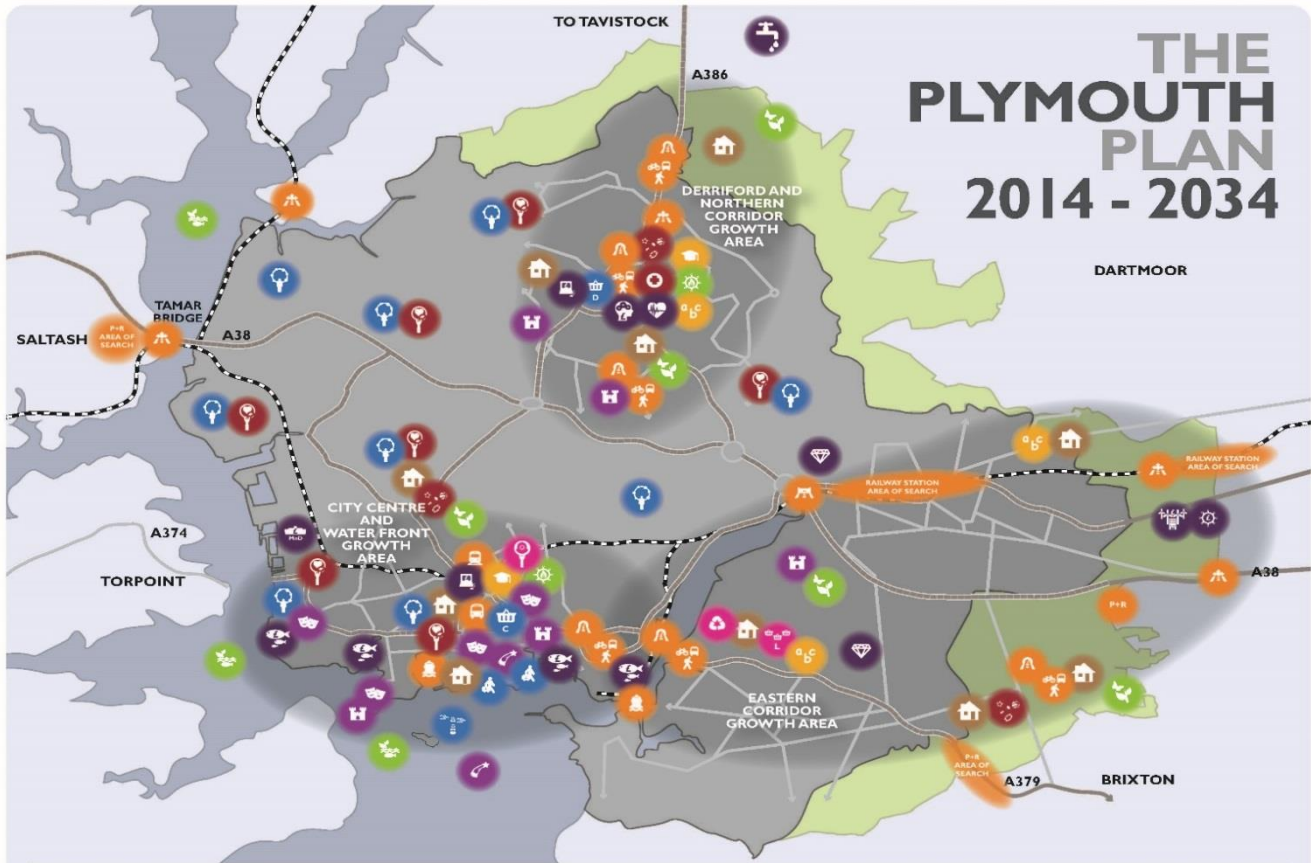 THE
PLYMOUTH
PLAN
2014 - 2034
TO TAVISTOCK
A386
DERRIFORD AND
NORTHERN
CORRIDOR
GROWTH
AREA
DARTMOOR
TAMAR
BRIDGE
SALTASH
P+R
AREA OF
SEARCH
A38
D
a b c
a b c
RAILWAY STATION
AREA OF SEARCH
RAILWAY STATION
AREA OF SEARCH
CITY CENTRE
AND
WATER FRONT
GROWTH
AREA
MoD
A374
TORPOINT
C
A38
P+R
L
a b c
EASTERN
CORRIDOR
GROWTH AREA
P+R
AREA OF
SEARCH
A379
BRIXTON